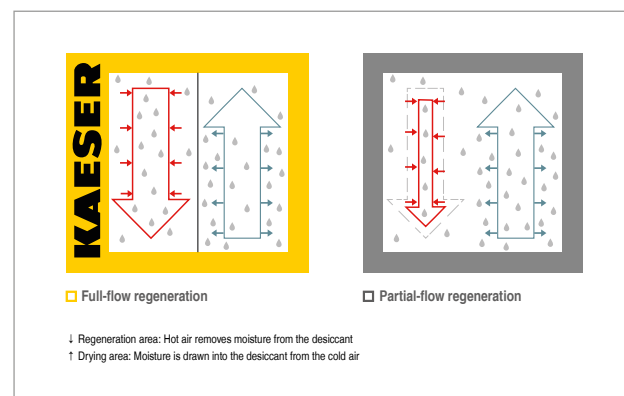 KAESER
Full-flow regeneration
Partial-flow regeneration
↓ Regeneration area: Hot air removes moisture from the desiccant
↑ Drying area: Moisture is drawn into the desiccant from the cold air